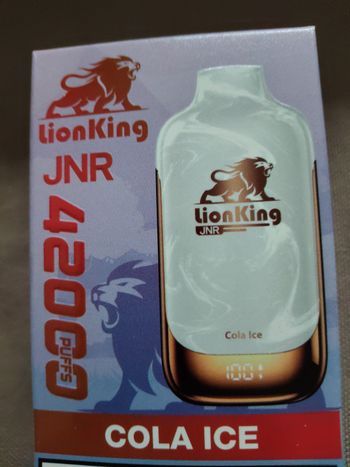 LionKing
JNR
42000
PUFFS
LionKing
JNR
Cola Ice
COLA ICE